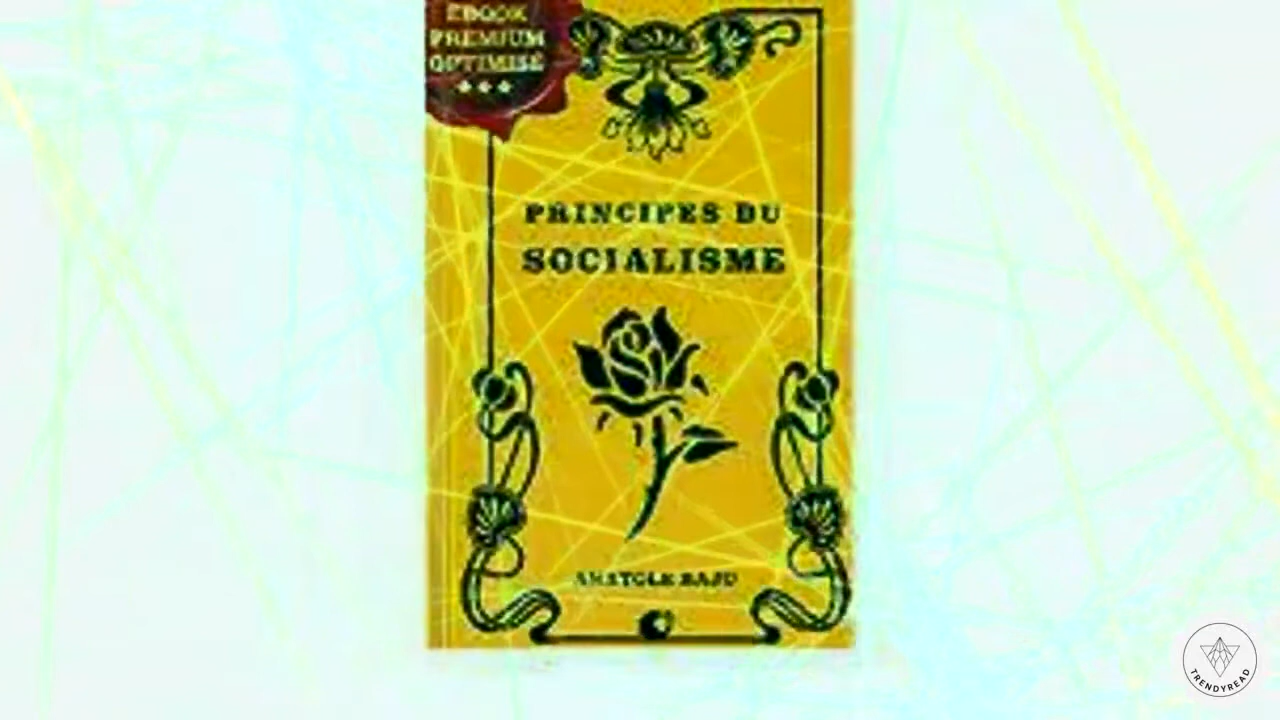 EBOOK
PREMIUM
OPTIMISÉ
PRINCIPES DU
SOCIALISME
ANATOLE BAJU
TRENDYREAD